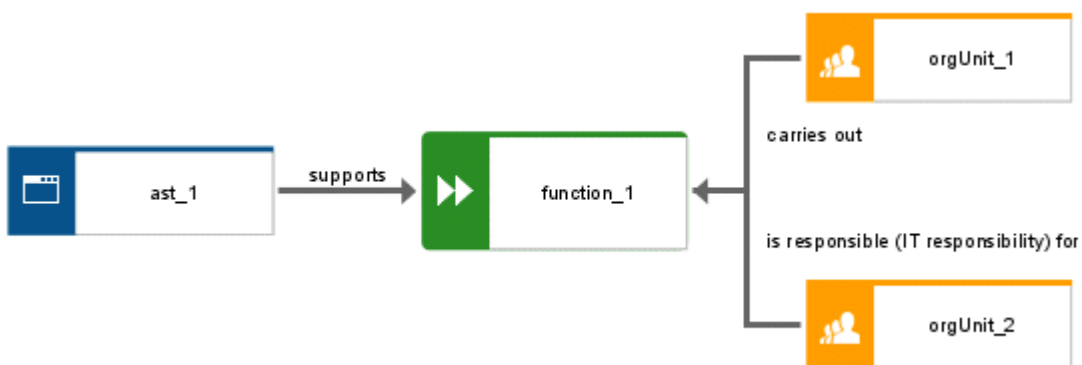 orgUnit_1
carries out
supports
ast_1
function_1
is responsible (IT responsibility) for
orgUnit_2